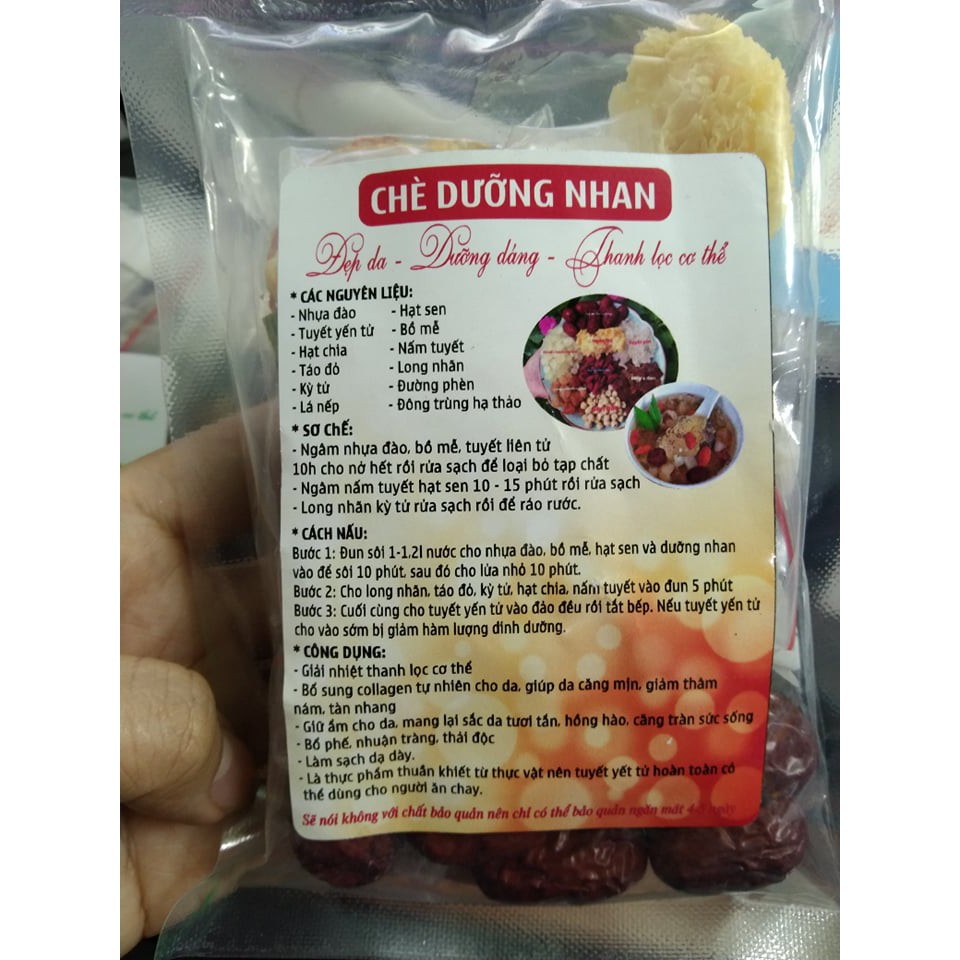 CHÈ DƯỠNG NHAN
Đẹp da - Dưỡng dáng - Thanh lọc cơ thể
* CÁC NGUYÊN LIỆU:
- Nhựa đào
- Tuyết yến tử
- Hạt chia
- Táo đỏ
- Kỳ tử
- Lá nếp
- Hạt sen
- Bồ mễ
- Nấm tuyết
- Long nhãn
- Đường phèn
- Đông trùng hạ thảo
* SƠ CHẾ:
- Ngâm nhựa đào, bồ mễ, tuyết liên tử
10h cho nở hết rồi rửa sạch để loại bỏ tạp chất
- Ngâm nấm tuyết hạt sen 10 - 15 phút rồi rửa sạch
- Long nhãn kỳ tử rửa sạch rồi để ráo rước.
* CÁCH NẤU:
Bước 1: Đun sôi 1-1,2l nước cho nhựa đào, bồ mễ, hạt sen và dưỡng nhan
vào để sôi 10 phút, sau đó cho lửa nhỏ 10 phút.
Bước 2: Cho long nhãn, táo đỏ, kỳ tử, hạt chia, nấm tuyết vào đun 5 phút
Bước 3: Cuối cùng cho tuyết yến tử vào đảo đều rồi tắt bếp. Nếu tuyết yến tử
cho vào sớm bị giảm hàm lượng dinh dưỡng.
* CÔNG DỤNG:
- Giải nhiệt thanh lọc cơ thể
- Bổ sung collagen tự nhiên cho da, giúp da căng mịn, giảm thâm
nám, tàn nhang
- Giữ ẩm cho da, mang lại sắc da tươi tắn, hồng hào, căng tràn sức sống
- Bổ phế, nhuận tràng, thải độc
- Làm sạch dạ dày.
- Là thực phẩm thuần khiết từ thực vật nên tuyết yết tử hoàn toàn có
thể dùng cho người ăn chay.
Sẽ nói không với chất bảo quản nên chỉ có thể bảo quản ngăn mát 4-5 ngày